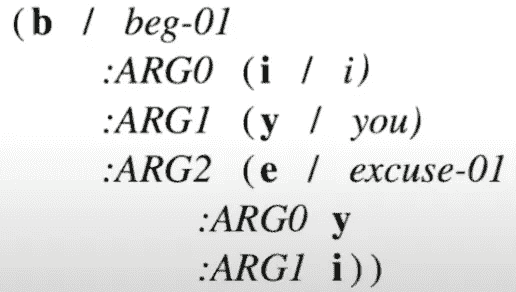 (b / beg-01
:ARG0 (i / i)
:ARG1 (y / you)
:ARG2 (e / excuse-01
:ARG0 y
:ARG1 i))